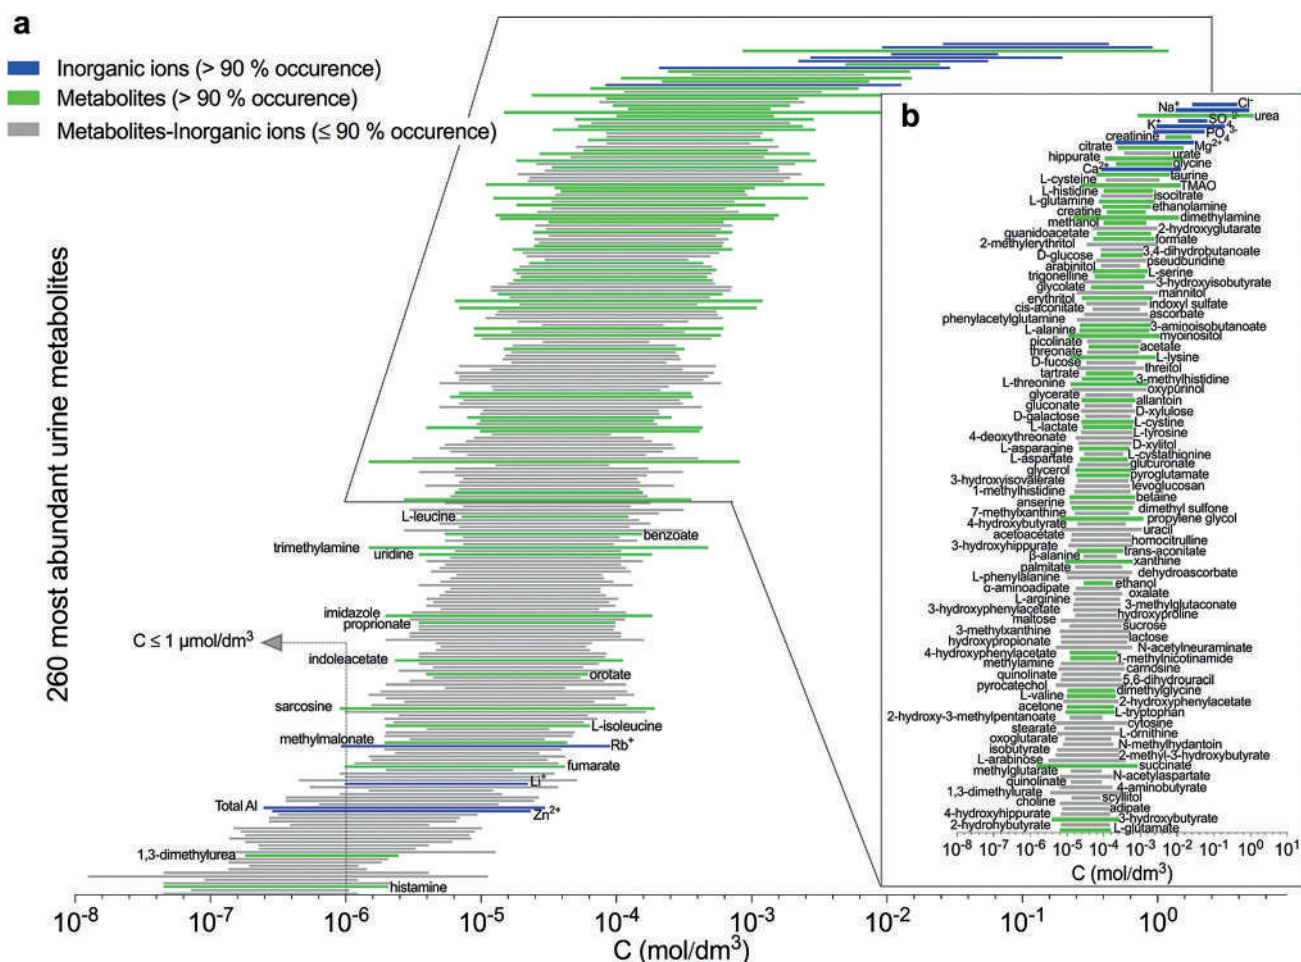 a
Inorganic ions (> 90 % occurence)
Metabolites (> 90 % occurence)
Metabolites-Inorganic ions (≤ 90 % occurence)
260 most abundant urine metabolites
L-leucine
benzoate
trimethylamine
uridine
imidazole
proprionate
C ≤ 1 μmol/dm³
indoleacetate
orotate
sarcosine
L-isoleucine
methylmalonate
Rb⁺
fumarate
Li⁺
Total Al
Zn²⁺
1,3-dimethylurea
histamine
10⁻⁸ 10⁻⁷ 10⁻⁶ 10⁻⁵ 10⁻⁴ 10⁻³ 10⁻² 10⁻¹ 10⁰
C (mol/dm³)
b
Cl⁻
Na⁺
urea
SO₄²⁻
K⁺
PO₄³⁻
creatinine
Mg²⁺
citrate
urate
hippurate
glycine
Ca²⁺
taurine
L-cysteine
TMAO
L-histidine
isocitrate
L-glutamine
ethanolamine
creatine
dimethylamine
methanol
2-hydroxyglutarate
guanidoacetate
formate
2-methylerythritol
3,4-dihydrobutanoate
D-glucose
pseudouridine
arabinitol
L-serine
trigonelline
3-hydroxyisobutyrate
glycolate
mannitol
erythritol
indoxyl sulfate
cis-aconitate
ascorbate
phenylacetylglutamine
3-aminoisobutanoate
L-alanine
myoinositol
picolinate
acetate
threonate
L-lysine
D-fucose
threitol
tartrate
3-methylhistidine
L-threonine
oxypurinol
glycerate
allantoin
gluconate
D-xylulose
D-galactose
L-cystine
L-lactate
L-tyrosine
4-deoxythreonate
D-xylitol
L-asparagine
L-cystathionine
L-aspartate
glucuronate
glycerol
pyroglutamate
3-hydroxyisovalerate
levoglucosan
1-methylhistidine
betaine
anserine
dimethyl sulfone
7-methylxanthine
propylene glycol
4-hydroxybutyrate
uracil
acetoacetate
homocitrulline
3-hydroxyhippurate
trans-aconitate
β-alanine
xanthine
palmitate
dehydroascorbate
L-phenylalanine
ethanol
α-aminoadipate
oxalate
L-arginine
3-methylglutaconate
3-hydroxyphenylacetate
hydroxyproline
maltose
sucrose
3-methylxanthine
lactose
hydroxypropionate
N-acetylneuraminate
4-hydroxyphenylacetate
1-methylnicotinamide
methylamine
carnosine
quinolinate
5,6-dihydrouracil
pyrocatechol
dimethylglycine
L-valine
2-hydroxyphenylacetate
acetone
L-tryptophan
2-hydroxy-3-methylpentanoate
cytosine
stearate
L-ornithine
oxoglutarate
N-methylhydantoin
isobutyrate
2-methyl-3-hydroxybutyrate
L-arabinose
succinate
methylglutarate
N-acetylaspartate
quinolinate
4-aminobutyrate
1,3-dimethylurate
scyllitol
choline
adipate
4-hydroxyhippurate
3-hydroxybutyrate
2-hydrohybutyrate
L-glutamate
10⁻⁸ 10⁻⁷ 10⁻⁶ 10⁻⁵ 10⁻⁴ 10⁻³ 10⁻² 10⁻¹ 10⁰ 10¹
C (mol/dm³)